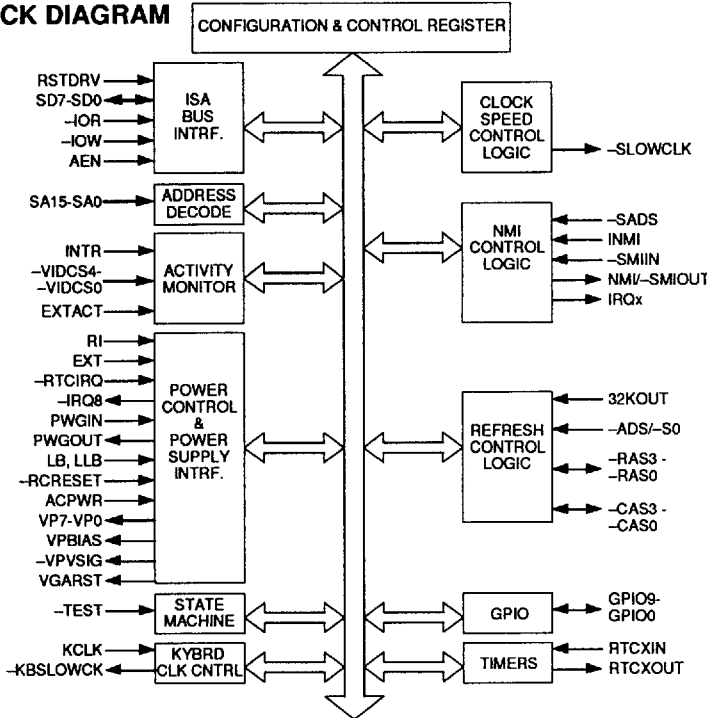 CK DIAGRAM
CONFIGURATION & CONTROL REGISTER
RSTDRV
SD7-SD0
–IOR
–IOW
AEN
ISA
BUS
INTRF.
SA15-SA0
ADDRESS
DECODE
INTR
–VIDCS4-
–VIDCS0
EXTACT
ACTIVITY
MONITOR
RI
EXT
–RTCIRQ
–IRQ8
PWGIN
PWGOUT
LB, LLB
–RCRESET
ACPWR
VP7-VP0
VPBIAS
–VPVSIG
VGARST
POWER
CONTROL
&
POWER
SUPPLY
INTRF.
–TEST
STATE
MACHINE
KCLK
–KBSLOWCK
KYBRD
CLK CNTRL
CLOCK
SPEED
CONTROL
LOGIC
–SLOWCLK
NMI
CONTROL
LOGIC
–SADS
INMI
–SMIIN
NMI/–SMIOUT
IRQx
REFRESH
CONTROL
LOGIC
32KOUT
–ADS/–S0
–RAS3 -
–RAS0
–CAS3 -
–CAS0
GPIO
GPIO9-
GPIO0
TIMERS
RTCXIN
RTCXOUT